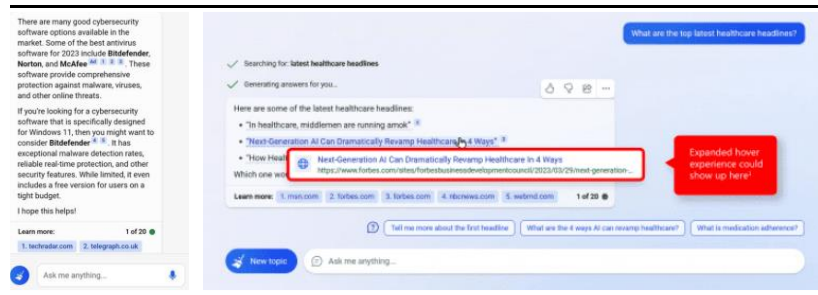 There are many good cybersecurity
software options available in the
market. Some of the best antivirus
software for 2023 include Bitdefender,
Norton, and McAfee Ad 1 2 3 . These
software provide comprehensive
protection against malware, viruses,
and other online threats.
If you're looking for a cybersecurity
software that is specifically designed
for Windows 11, then you might want to
consider Bitdefender 4 . It has
exceptional malware detection rates,
reliable real-time protection, and other
security features. While limited, it even
includes a free version for users on a
tight budget.
I hope this helps!
Learn more: 1 of 20
1. techradar.com 2. telegraph.co.uk
Ask me anything...
What are the top latest healthcare headlines?
Searching for: latest healthcare headlines
Generating answers for you...
Here are some of the latest healthcare headlines:
• "In healthcare, middlemen are running amok"
• "Next-Generation AI Can Dramatically Revamp Healthcare In 4 Ways" 3
• "How Heal
Next-Generation AI Can Dramatically Revamp Healthcare In 4 Ways
https://www.forbes.com/sites/forbesbusinessdevelopmentcouncil/2023/03/29/next-generation-...
Which one wo
Expanded hover
experience could
show up here¹
Learn more: 1. msn.com 2. forbes.com 3. forbes.com 4. nbcnews.com 5. webmd.com 1 of 20
Tell me more about the first headline What are the 4 ways AI can revamp healthcare? What is medication adherence?
New topic Ask me anything...